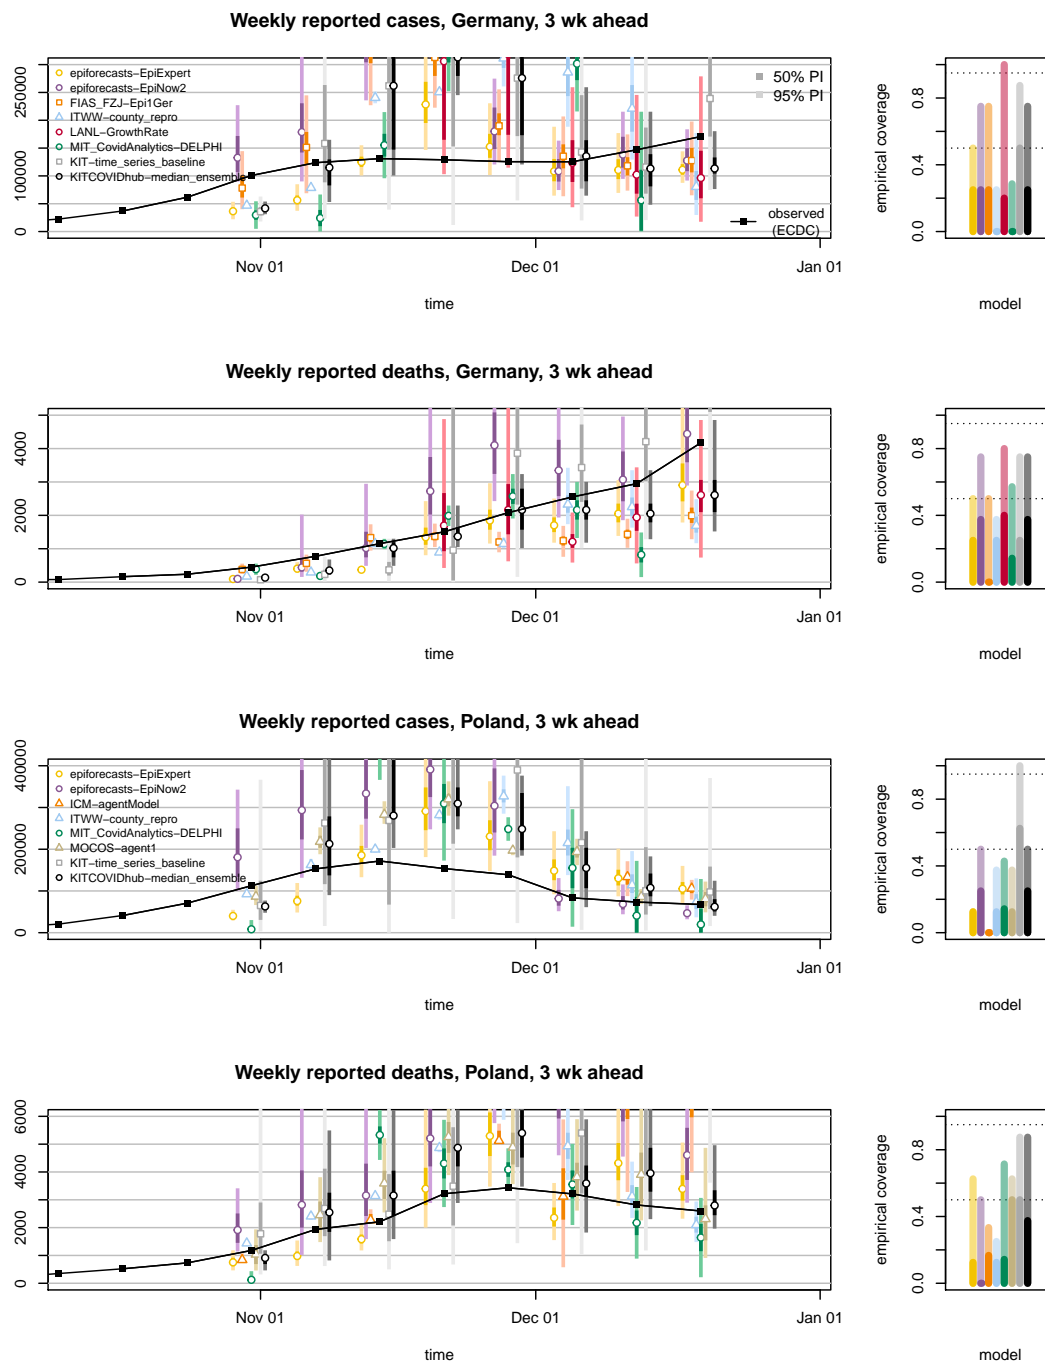 Weekly reported cases, Germany, 3 wk ahead
0
100000
250000
epiforecasts−EpiExpert
epiforecasts−EpiNow2
FIAS_FZJ−Epi1Ger
ITWW−county_repro
LANL−GrowthRate
MIT_CovidAnalytics−DELPHI
KIT−time_series_baseline
KITCOVIDhub−median_ensemble
50% PI
95% PI
observed
(ECDC)
Nov 01
Dec 01
Jan 01
time
empirical coverage
0.0
0.4
0.8
model
Weekly reported deaths, Germany, 3 wk ahead
0
2000
4000
Nov 01
Dec 01
Jan 01
time
empirical coverage
0.0
0.4
0.8
model
Weekly reported cases, Poland, 3 wk ahead
0
200000
400000
epiforecasts−EpiExpert
epiforecasts−EpiNow2
ICM−agentModel
ITWW−county_repro
MIT_CovidAnalytics−DELPHI
MOCOS−agent1
KIT−time_series_baseline
KITCOVIDhub−median_ensemble
Nov 01
Dec 01
Jan 01
time
empirical coverage
0.0
0.4
0.8
model
Weekly reported deaths, Poland, 3 wk ahead
0
2000
4000
6000
Nov 01
Dec 01
Jan 01
time
empirical coverage
0.0
0.4
0.8
model